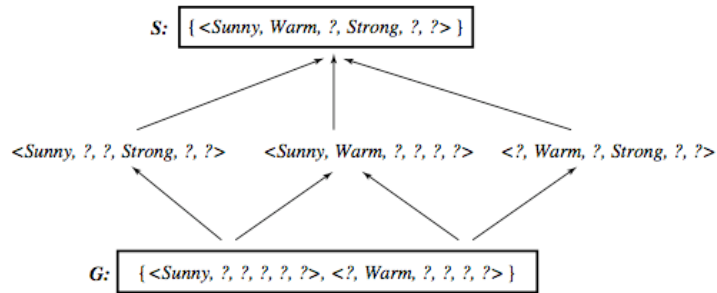 S: { <Sunny, Warm, ?, Strong, ?, ?> }
<Sunny, ?, ?, Strong, ?, ?> <Sunny, Warm, ?, ?, ?, ?> <?, Warm, ?, Strong, ?, ?>
G: { <Sunny, ?, ?, ?, ?, ?>, <?, Warm, ?, ?, ?, ?> }